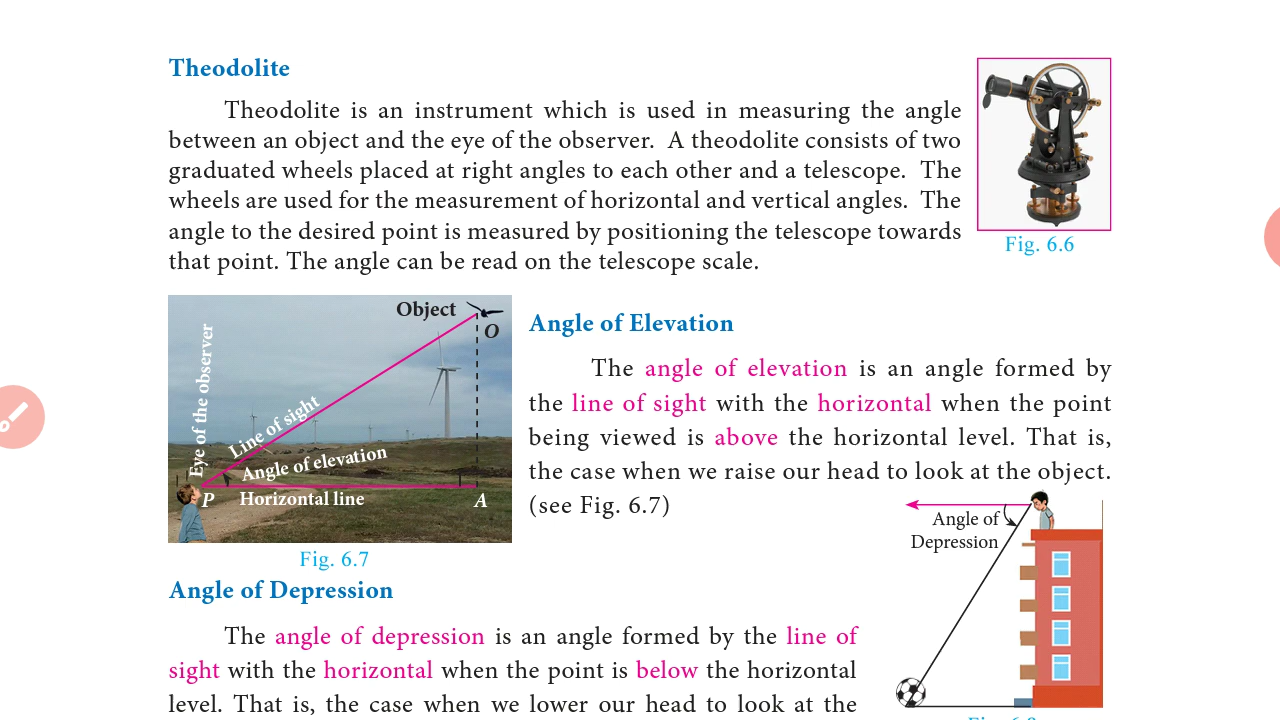 Theodolite
Theodolite is an instrument which is used in measuring the angle
between an object and the eye of the observer. A theodolite consists of two
graduated wheels placed at right angles to each other and a telescope. The
wheels are used for the measurement of horizontal and vertical angles. The
angle to the desired point is measured by positioning the telescope towards
that point. The angle can be read on the telescope scale.
Fig. 6.6
Object
O
Eye of the observer
Line of sight
Angle of elevation
P
Horizontal line
A
Fig. 6.7
Angle of Elevation
The angle of elevation is an angle formed by
the line of sight with the horizontal when the point
being viewed is above the horizontal level. That is,
the case when we raise our head to look at the object.
(see Fig. 6.7)
Angle of
Depression
Angle of Depression
The angle of depression is an angle formed by the line of
sight with the horizontal when the point is below the horizontal
level. That is, the case when we lower our head to look at the